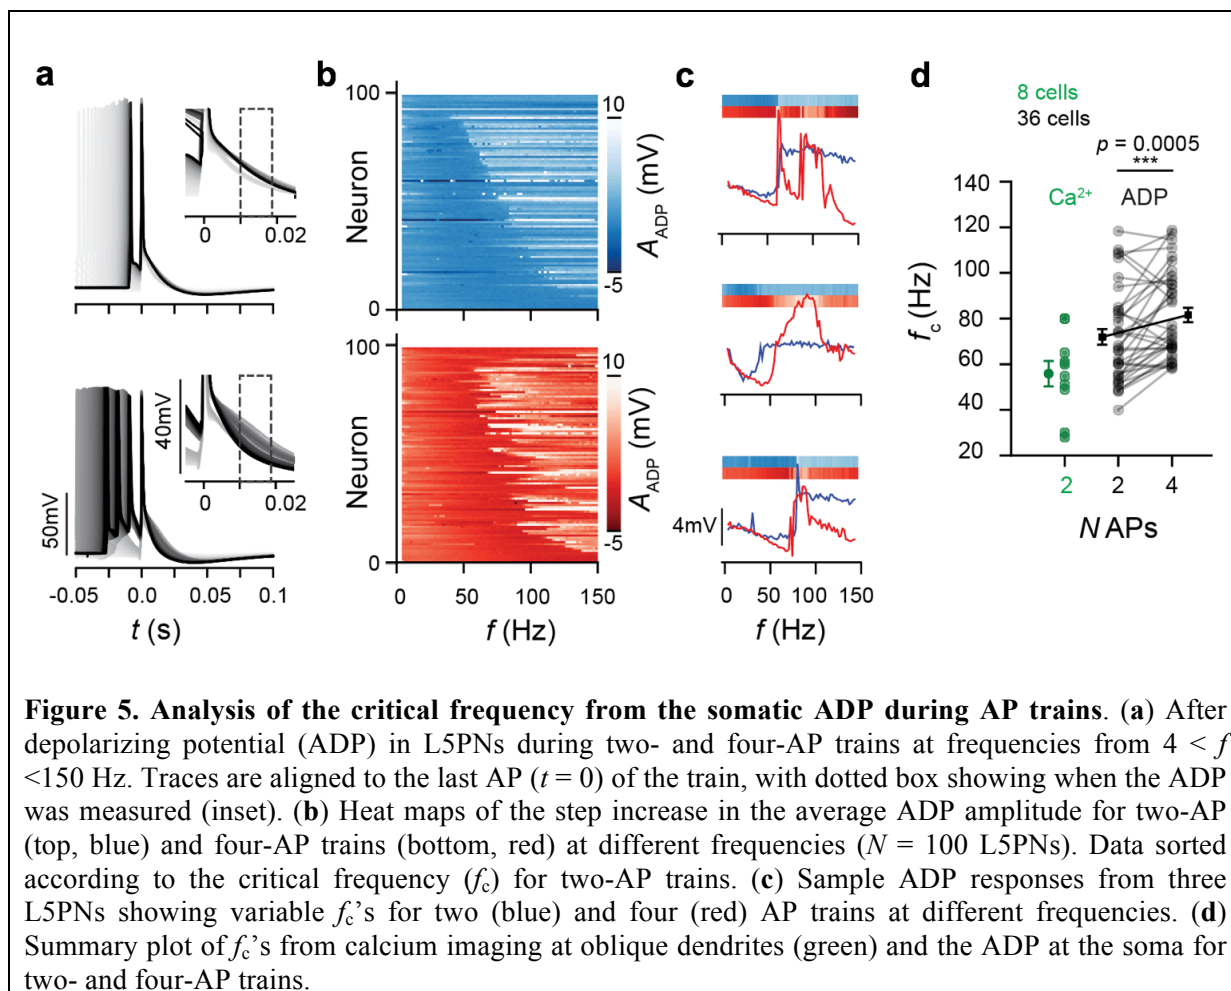 a
b
c
d
0
0.02
40mV
0
0.02
50mV
-0.05
0.0
0.05
0.1
t (s)
100
Neuron
0
10
-5
A_ADP (mV)
100
Neuron
0
10
-5
A_ADP (mV)
0
50
100
150
f (Hz)
4mV
0
50
100
150
f (Hz)
8 cells
36 cells
p = 0.0005
***
Ca²⁺
ADP
140
120
100
80
60
40
20
f_c (Hz)
2
2
4
N APs
Figure 5. Analysis of the critical frequency from the somatic ADP during AP trains. (a) After
depolarizing potential (ADP) in L5PNs during two- and four-AP trains at frequencies from 4 < f
<150 Hz. Traces are aligned to the last AP (t = 0) of the train, with dotted box showing when the ADP
was measured (inset). (b) Heat maps of the step increase in the average ADP amplitude for two-AP
(top, blue) and four-AP trains (bottom, red) at different frequencies (N = 100 L5PNs). Data sorted
according to the critical frequency (f_c) for two-AP trains. (c) Sample ADP responses from three
L5PNs showing variable f_c's for two (blue) and four (red) AP trains at different frequencies. (d)
Summary plot of f_c's from calcium imaging at oblique dendrites (green) and the ADP at the soma for
two- and four-AP trains.